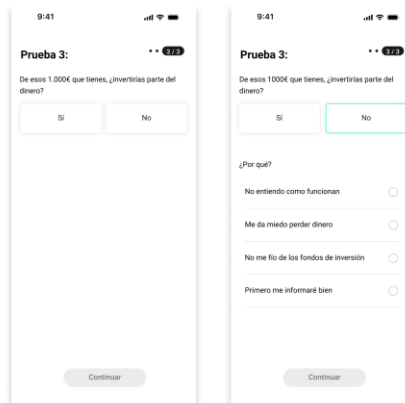 9:41
Prueba 3:
3 / 3
De esos 1.000€ que tienes, ¿invertirías parte del
dinero?
Sí
No
Continuar
9:41
Prueba 3:
3 / 3
De esos 1000€ que tienes, ¿invertirías parte del
dinero?
Sí
No
¿Por qué?
No entiendo como funcionan
Me da miedo perder dinero
No me fío de los fondos de inversión
Primero me informaré bien
Continuar